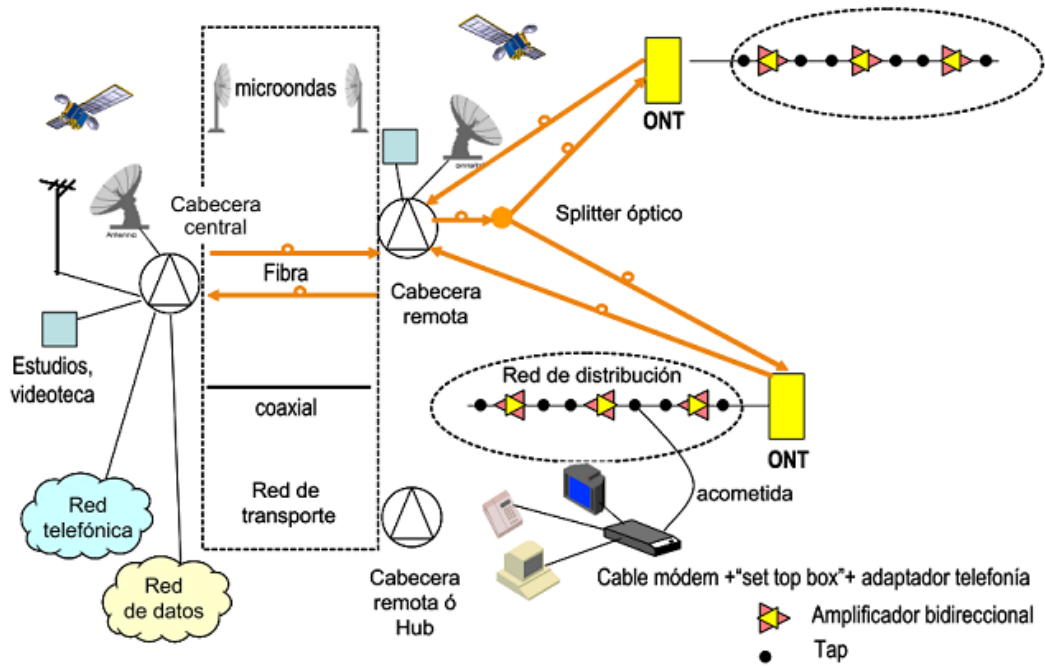 microondas
ONT
Antenna
Cabecera
central
Splitter óptico
Fibra
Cabecera
remota
Estudios,
videoteca
Red de distribución
coaxial
ONT
acometida
Red
telefónica
Red de
transporte
Cable módem +“set top box”+ adaptador telefonía
Red
de datos
Cabecera
remota ó
Hub
Amplificador bidireccional
Tap